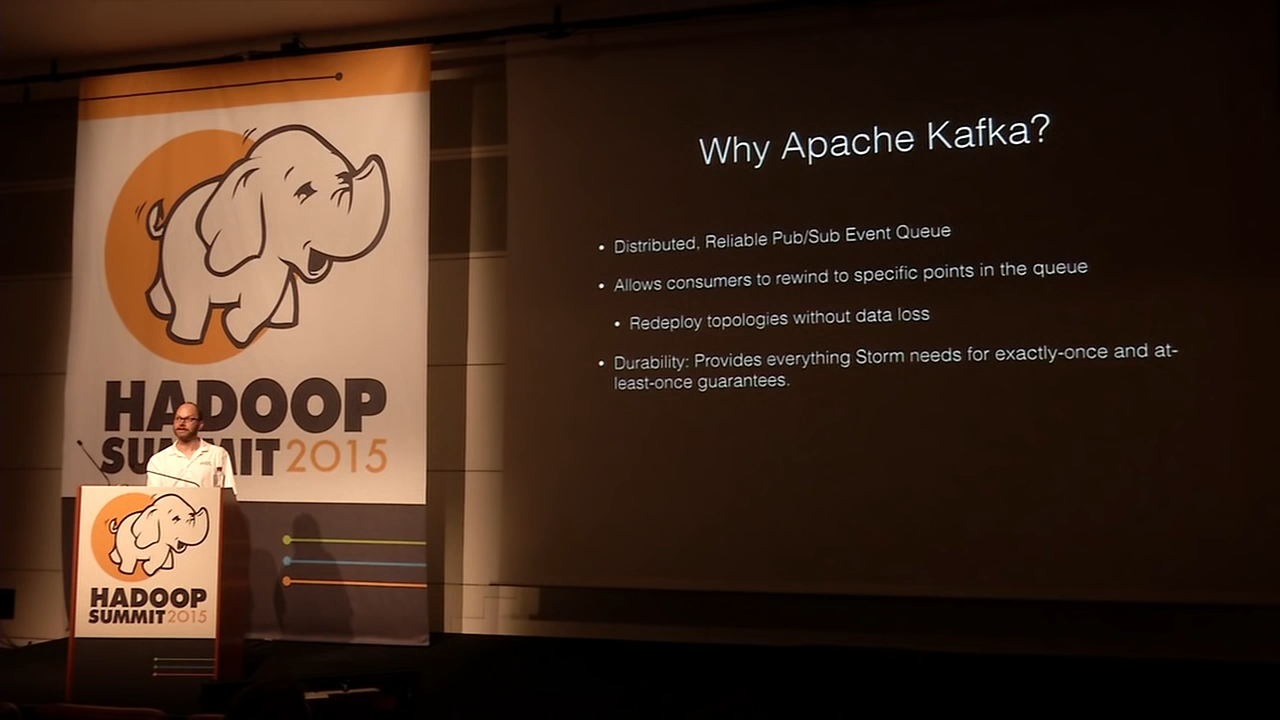 HADOOP
SUMMIT 2015
HADOOP
SUMMIT 2015
Why Apache Kafka?
• Distributed, Reliable Pub/Sub Event Queue
• Allows consumers to rewind to specific points in the queue
• Redeploy topologies without data loss
• Durability: Provides everything Storm needs for exactly-once and at-
least-once guarantees.